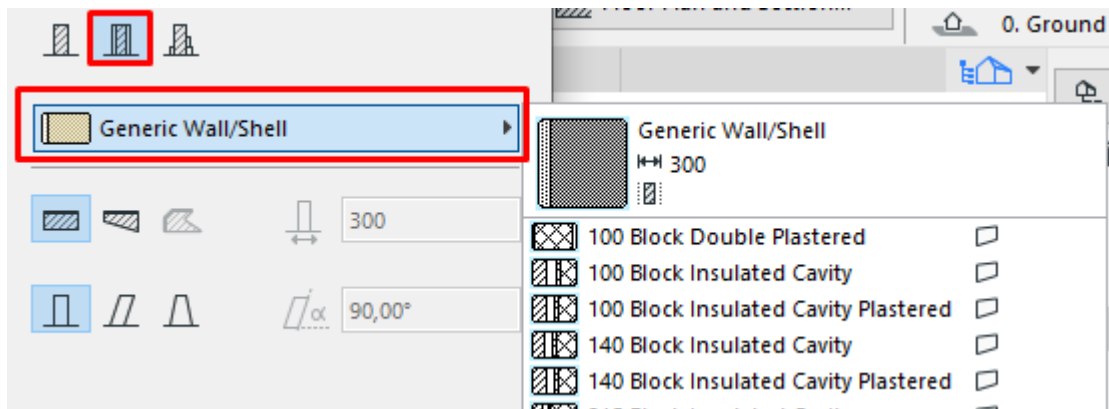 0. Ground
Generic Wall/Shell
Generic Wall/Shell
300
300
100 Block Double Plastered
100 Block Insulated Cavity
90,00°
α
100 Block Insulated Cavity Plastered
140 Block Insulated Cavity
140 Block Insulated Cavity Plastered